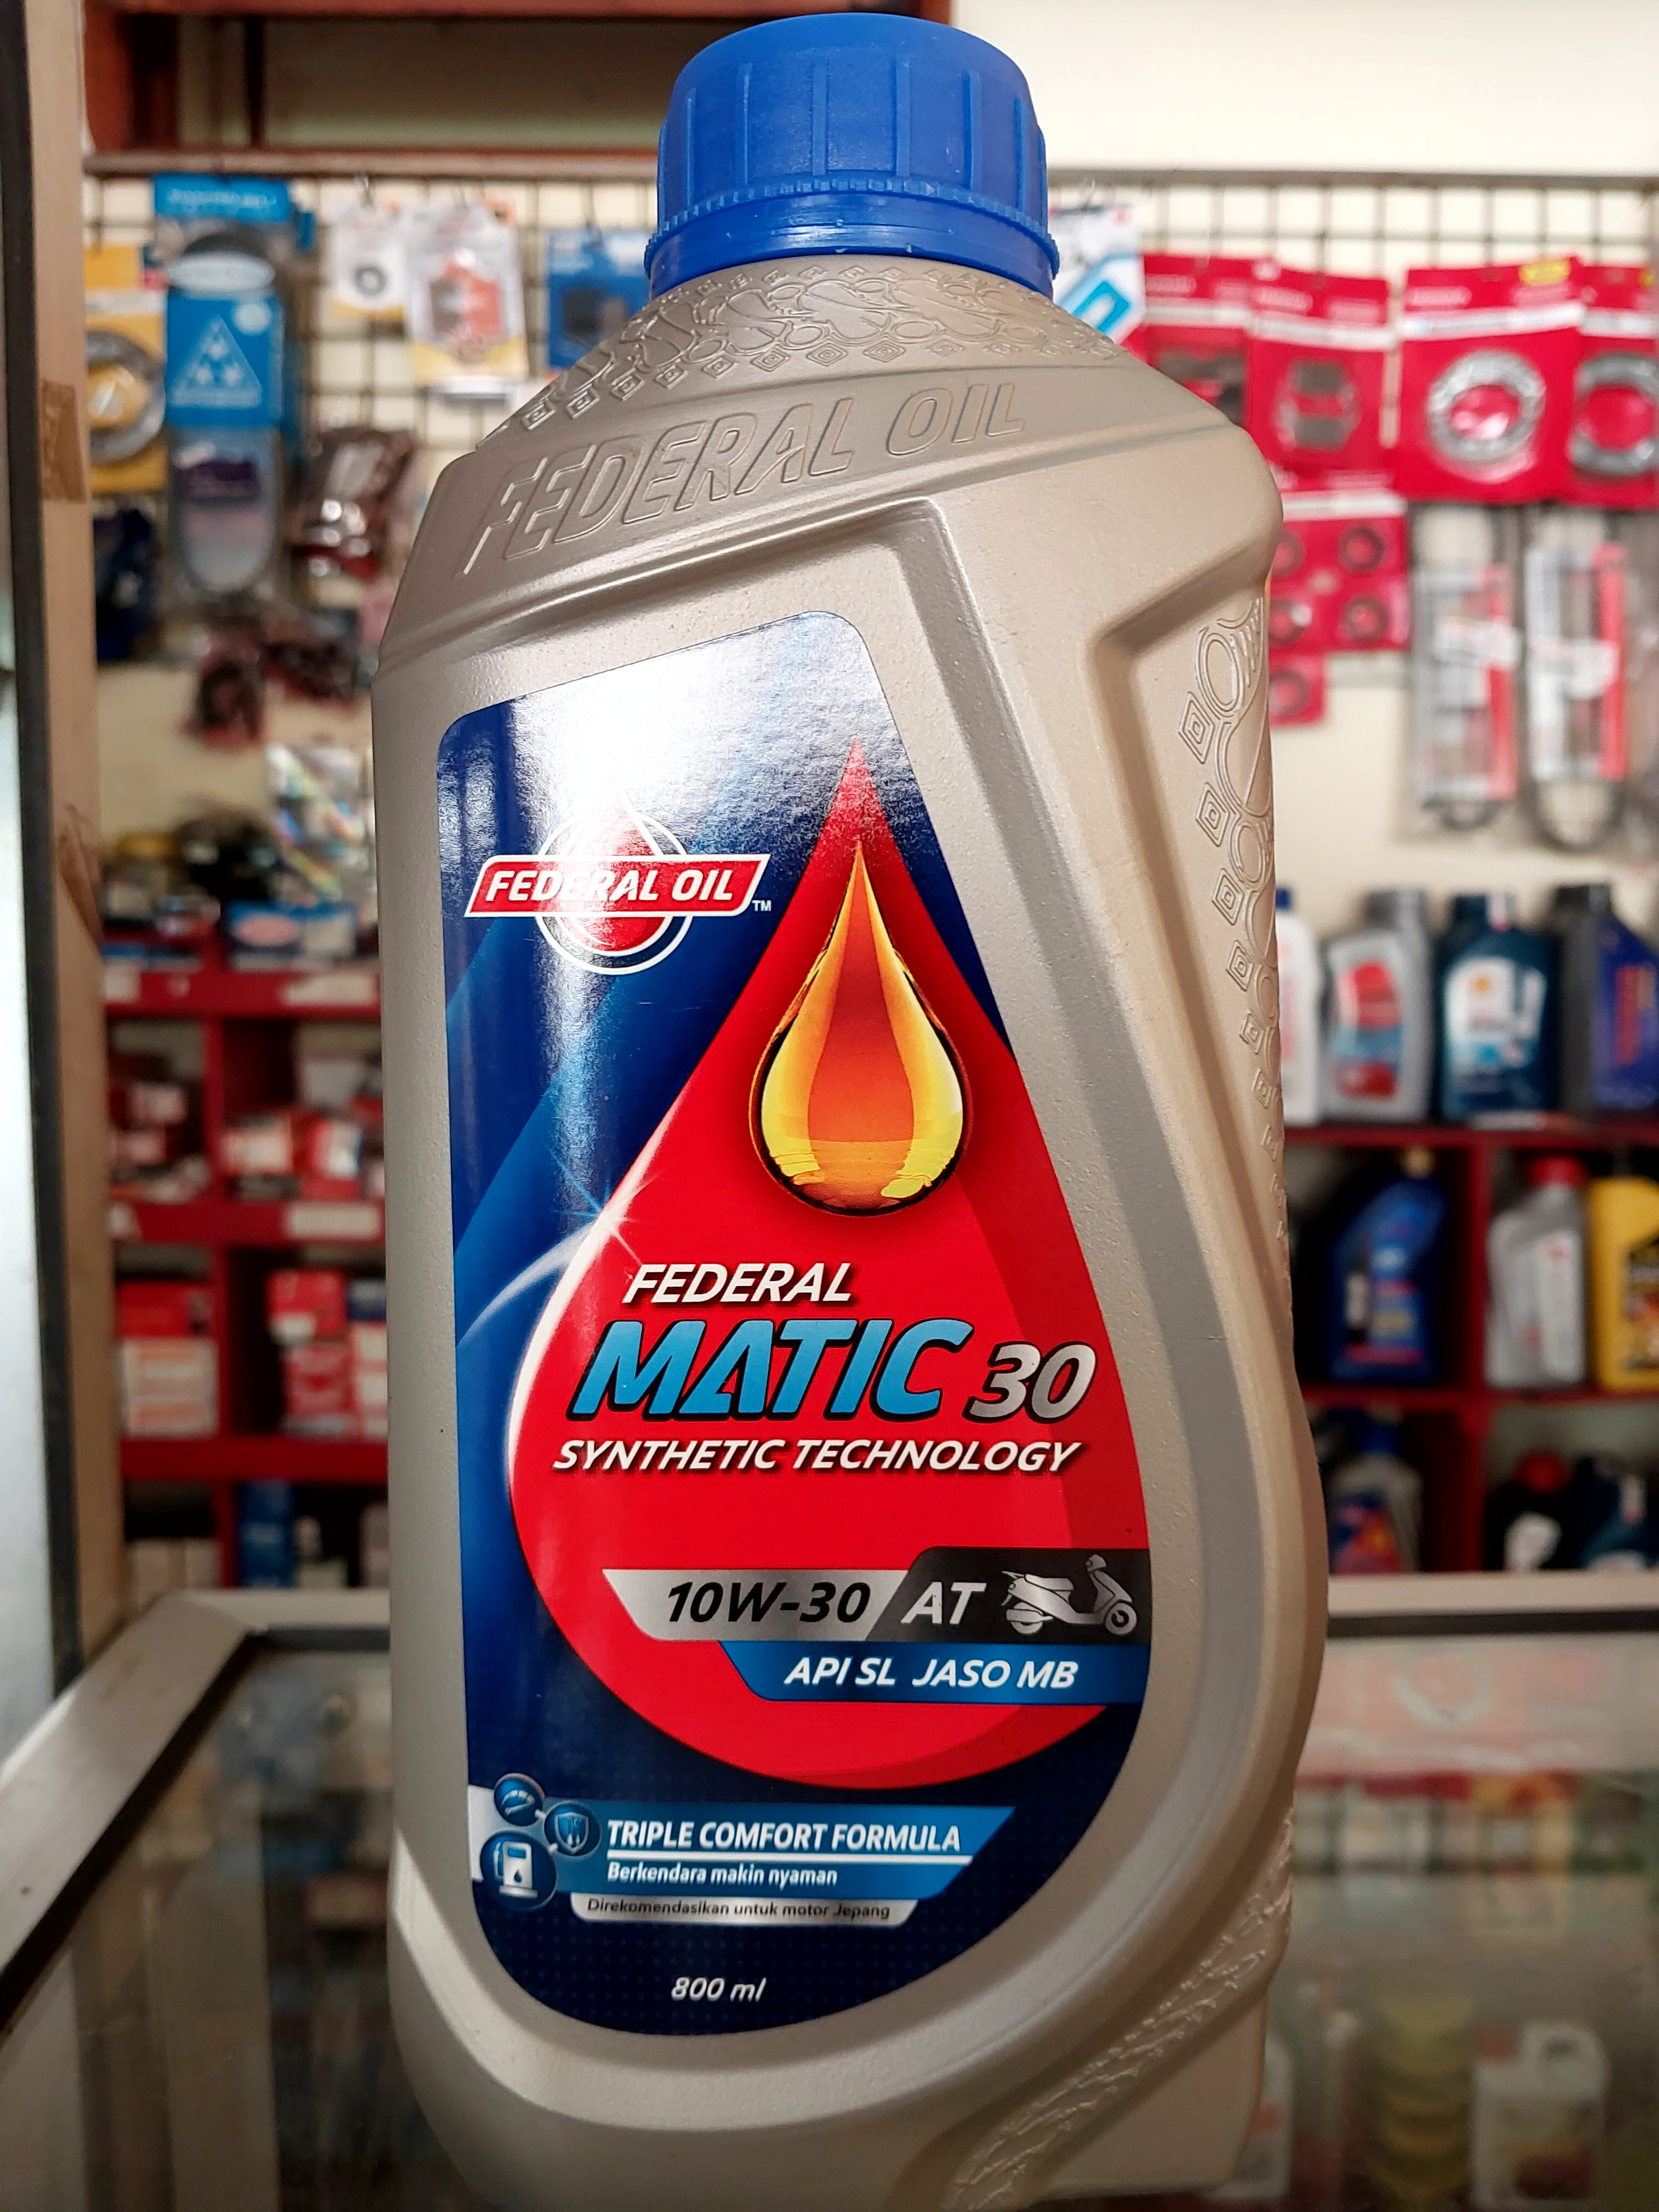 FEDERAL OIL
FEDERAL OIL™
FEDERAL
MATIC 30
SYNTHETIC TECHNOLOGY
10W-30 AT
API SL JASO MB
TRIPLE COMFORT FORMULA
Berkendara makin nyaman
Direkomendasikan untuk motor Jepang
800 ml